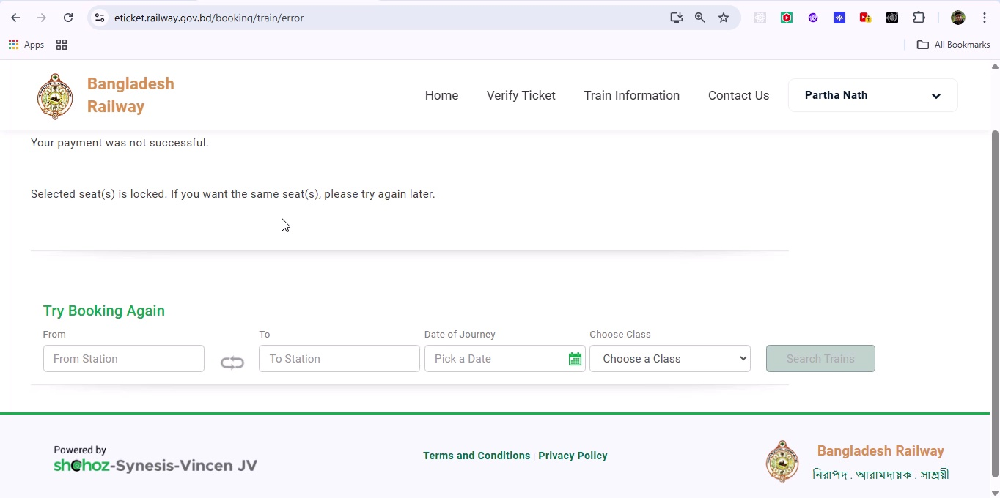 eticket.railway.gov.bd/booking/train/error
Apps
All Bookmarks
Bangladesh
Railway
Home
Verify Ticket
Train Information
Contact Us
Partha Nath
Your payment was not successful.
Selected seat(s) is locked. If you want the same seat(s), please try again later.
Try Booking Again
From
To
Date of Journey
Choose Class
From Station
To Station
Pick a Date
Choose a Class
Search Trains
Powered by
shohoz-Synesis-Vincen JV
Terms and Conditions | Privacy Policy
Bangladesh Railway
নিরাপদ . আরামদায়ক . সাশ্রয়ী